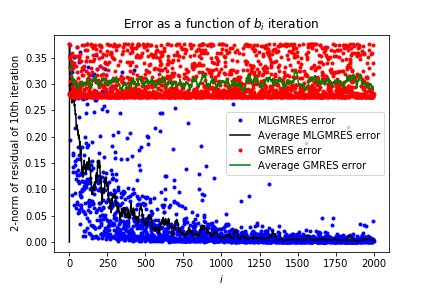 Error as a function of b_i iteration
2-norm of residual of 10th iteration
0.35
0.30
0.25
0.20
0.15
0.10
0.05
0.00
MLGMRES error
Average MLGMRES error
GMRES error
Average GMRES error
0 250 500 750 1000 1250 1500 1750 2000
i